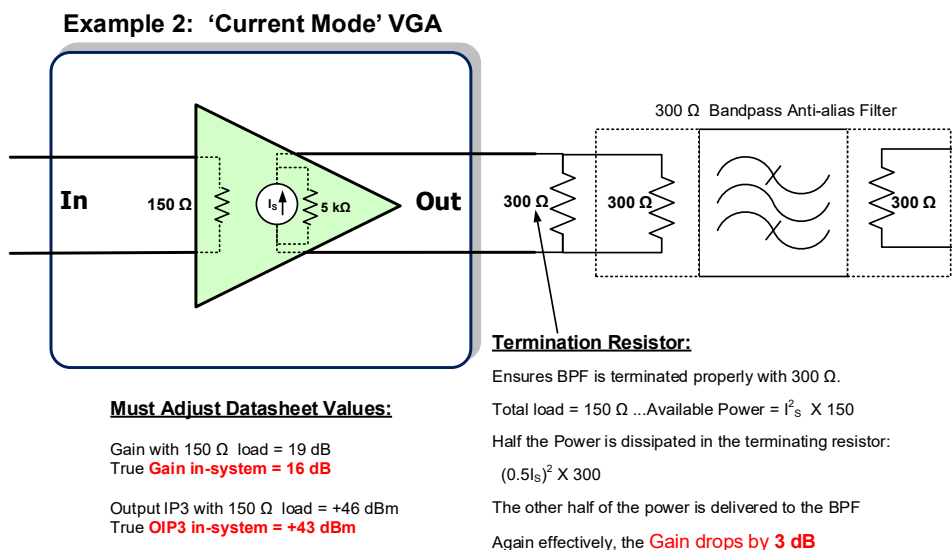 Example 2: ‘Current Mode’ VGA
300 Ω Bandpass Anti-alias Filter
In
150 Ω
Is
5 kΩ
Out
300 Ω
300 Ω
300 Ω
Termination Resistor:
Ensures BPF is terminated properly with 300 Ω.
Total load = 150 Ω ...Available Power = I²s X 150
Half the Power is dissipated in the terminating resistor:
(0.5Is)² X 300
The other half of the power is delivered to the BPF
Again effectively, the Gain drops by 3 dB
Must Adjust Datasheet Values:
Gain with 150 Ω load = 19 dB
True Gain in-system = 16 dB
Output IP3 with 150 Ω load = +46 dBm
True OIP3 in-system = +43 dBm